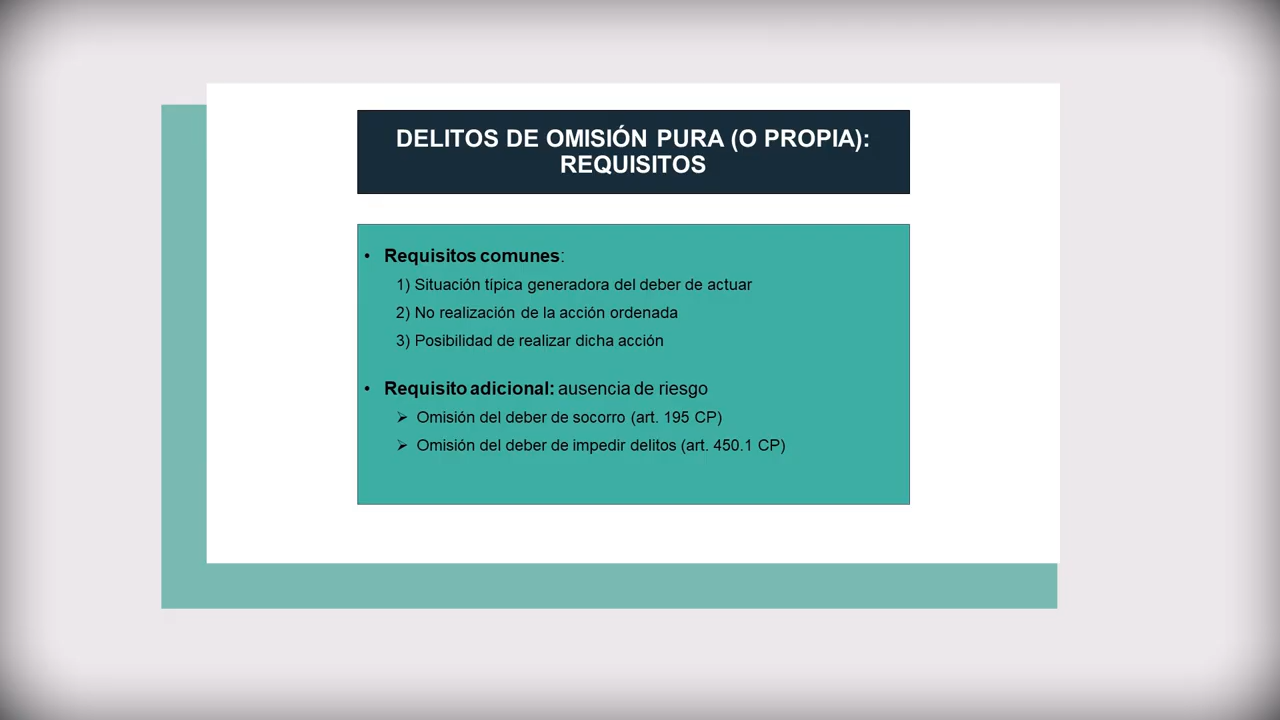 DELITOS DE OMISIÓN PURA (O PROPIA):
REQUISITOS
• Requisitos comunes:
1) Situación típica generadora del deber de actuar
2) No realización de la acción ordenada
3) Posibilidad de realizar dicha acción
• Requisito adicional: ausencia de riesgo
➢ Omisión del deber de socorro (art. 195 CP)
➢ Omisión del deber de impedir delitos (art. 450.1 CP)